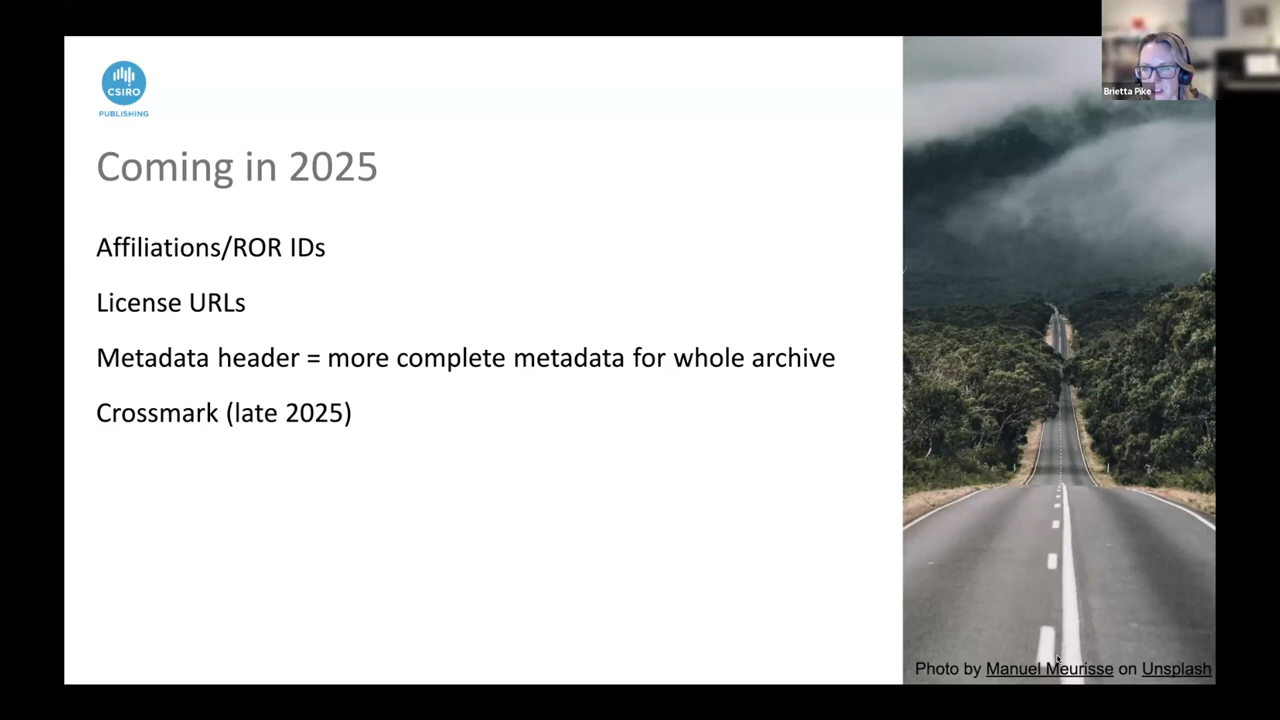 CSIRO
PUBLISHING
Brietta Pike
Coming in 2025
Affiliations/ROR IDs
License URLs
Metadata header = more complete metadata for whole archive
Crossmark (late 2025)
Photo by Manuel Meurisse on Unsplash